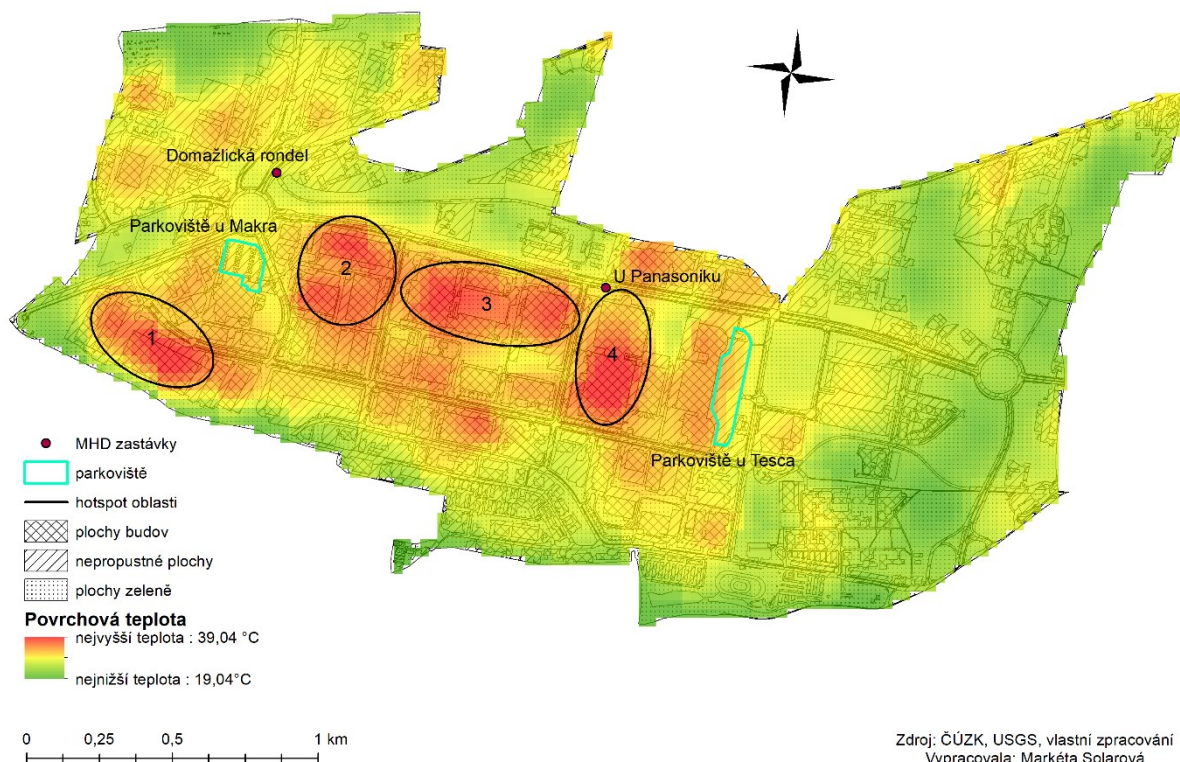 Domažlická rondel
Parkoviště u Makra
U Panasoniku
1
2
3
4
Parkoviště u Tesca
MHD zastávky
parkoviště
hotspot oblasti
plochy budov
nepropustné plochy
plochy zeleně
Povrchová teplota
nejvyšší teplota : 39,04 °C
nejnižší teplota : 19,04°C
0 0,25 0,5 1 km
Zdroj: ČÚZK, USGS, vlastní zpracování
Vypracovala: Markéta Solarová